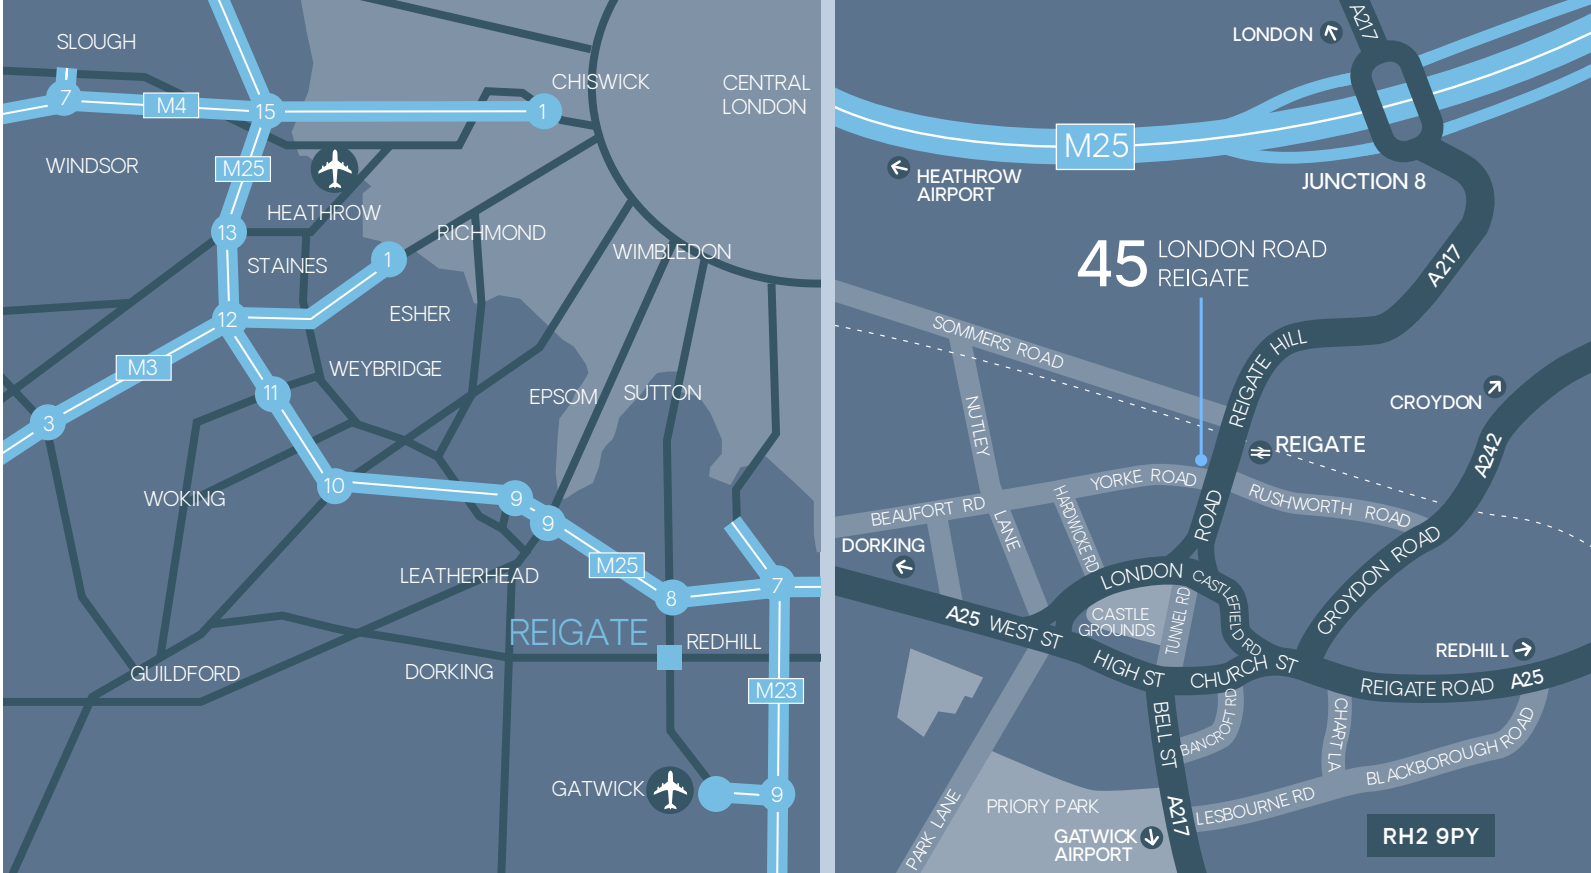 SLOUGH
7
M4
15
1
CHISWICK
CENTRAL
LONDON
WINDSOR
M25
HEATHROW
13
RICHMOND
STAINES
1
WIMBLEDON
12
ESHER
M3
WEYBRIDGE
11
EPSOM
SUTTON
3
10
WOKING
9
9
M25
LEATHERHEAD
8
7
REIGATE
REDHILL
GUILDFORD
DORKING
M23
GATWICK
9
LONDON
A217
M25
HEATHROW
AIRPORT
JUNCTION 8
45
LONDON ROAD
REIGATE
A217
SOMMERS ROAD
REIGATE HILL
CROYDON
NUTLEY
LANE
REIGATE
A242
YORKE ROAD
BEAUFORT RD
HARDWICKE RD
RUSHWORTH ROAD
ROAD
DORKING
LONDON
CASTLEFIELD RD
CROYDON ROAD
A25 WEST ST
CASTLE
GROUNDS
TUNNEL RD
REDHILL
HIGH ST
CHURCH ST
REIGATE ROAD A25
BELL ST
BANCROFT RD
CHART LA
BLACKBOROUGH ROAD
PRIORY PARK
PARK LANE
A217
LESBOURNE RD
GATWICK
AIRPORT
RH2 9PY